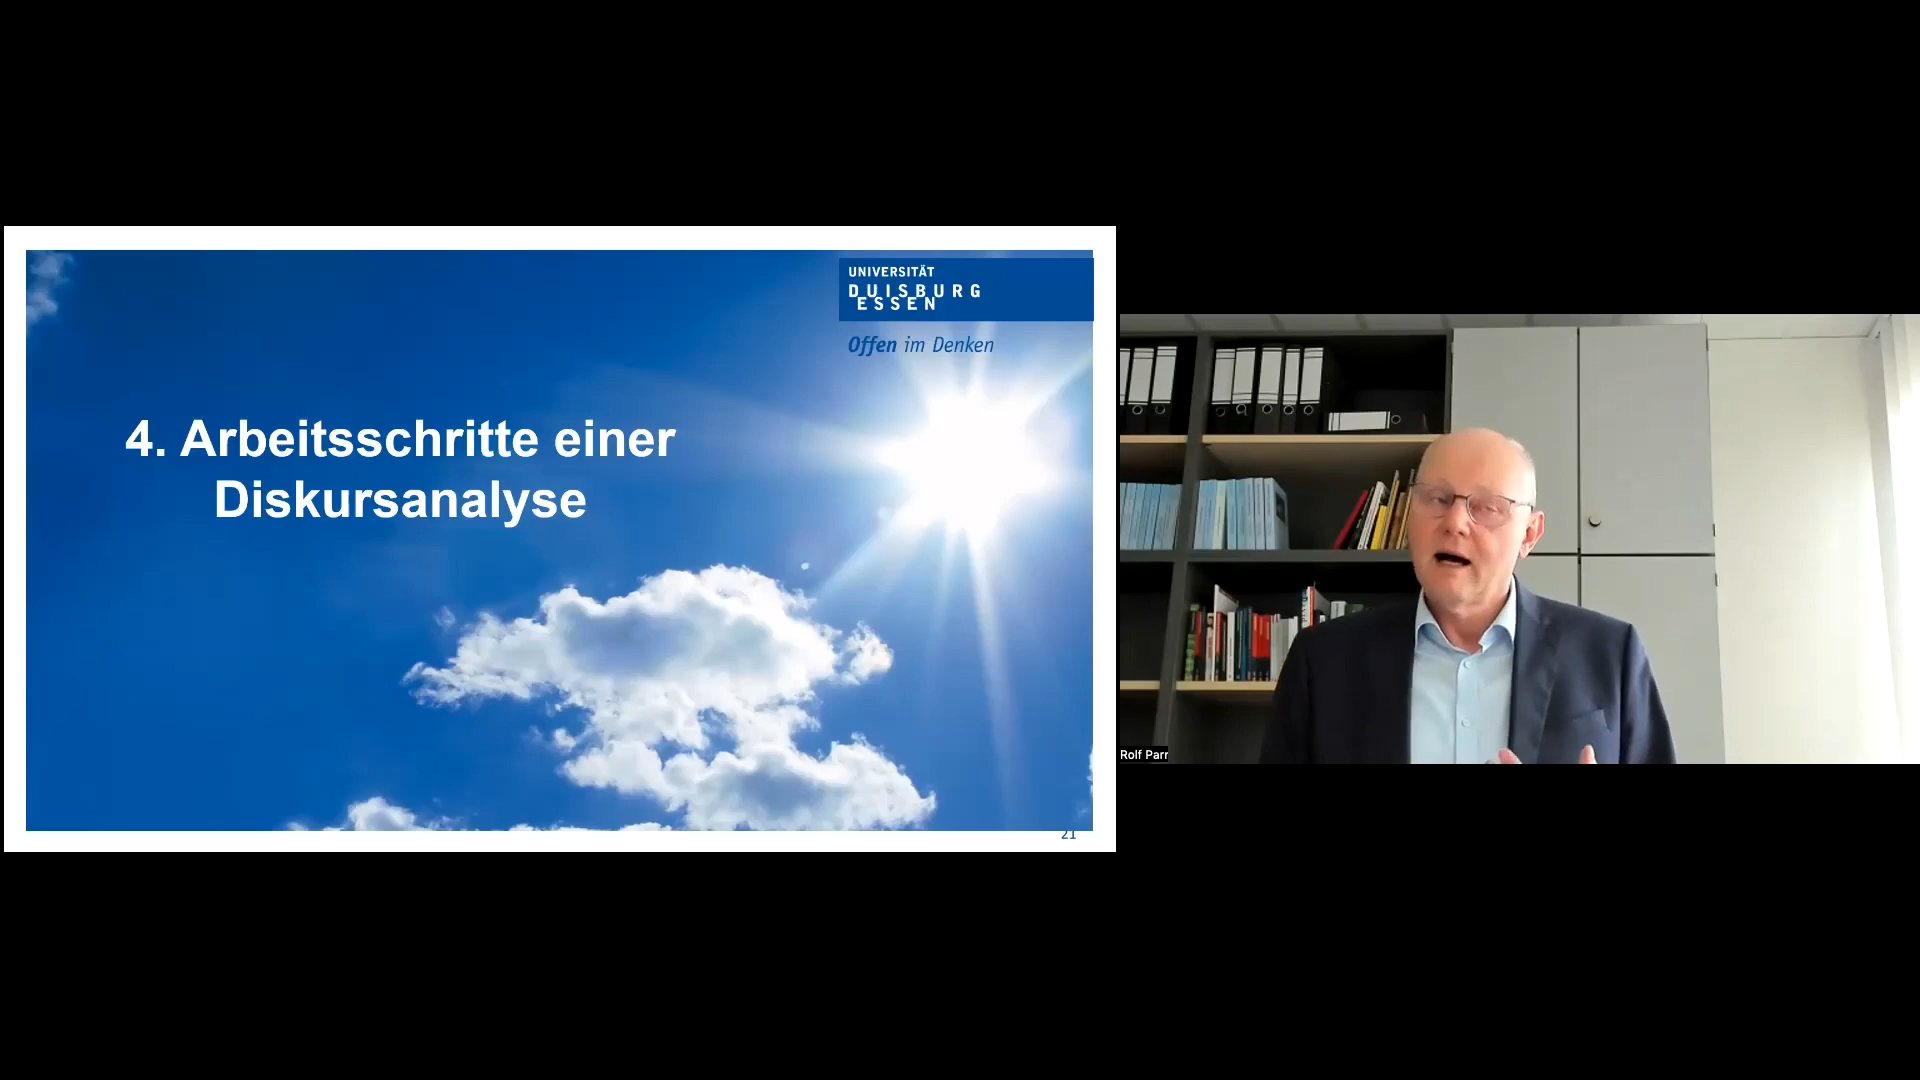 UNIVERSITÄT
DUISBURG
ESSEN
Offen im Denken
4. Arbeitsschritte einer
Diskursanalyse
21
Rolf Parr